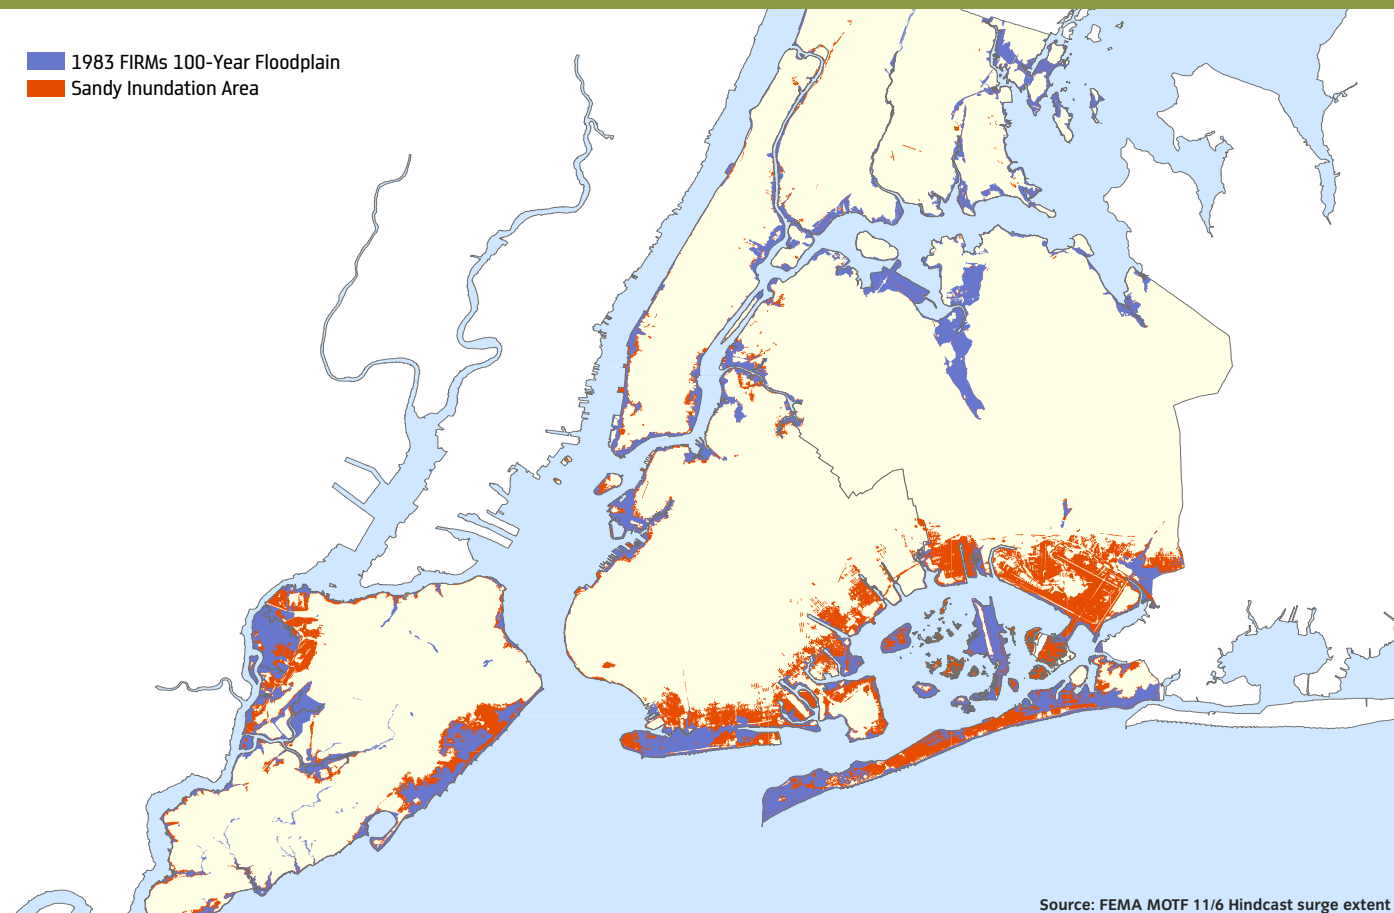 1983 FIRMs 100-Year Floodplain
Sandy Inundation Area
Source: FEMA MOTF 11/6 Hindcast surge extent